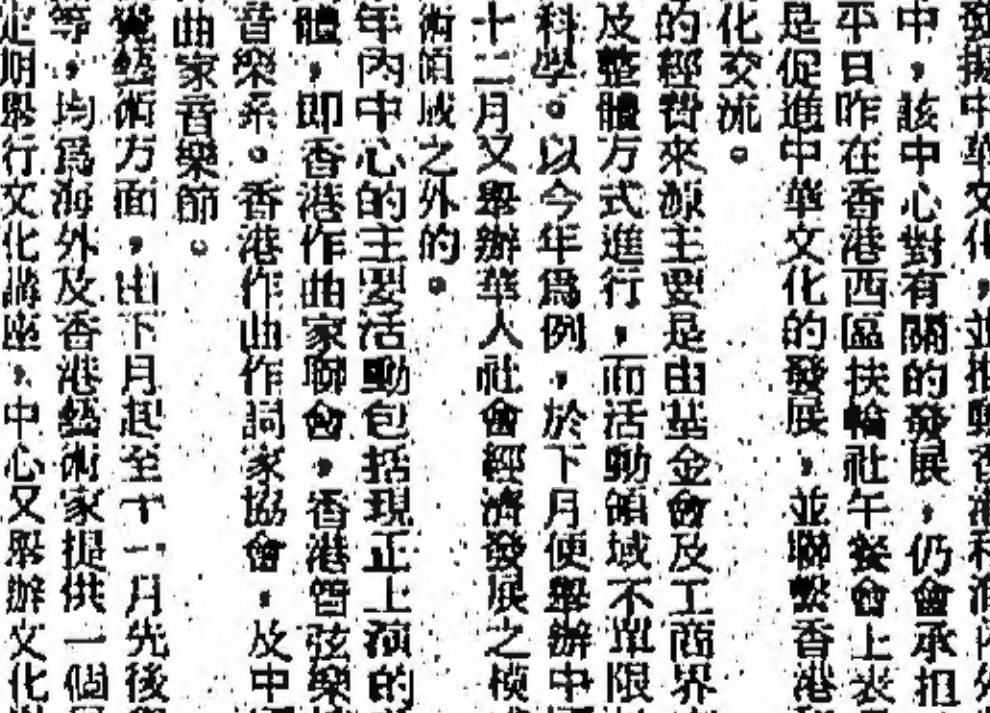 發揚中華文化,並推動香港和海內外
中,該中心對有關的發展,仍會承担
平日昨在香港西區扶輪社午餐會上表
是促進中華文化的發展,並聯繫香港
化交流。
的經費來源主要是由基金會及工商界
及整體方式進行,而活動領域不單限
科學。以今年爲例,於下月便舉辦中
十二月又舉辦華人社會經濟發展之模
術領域之外的。
年內中心的主要活動包括現正上演的
體,即香港作曲家聯會,香港管弦樂
音樂系。香港作曲作詞家協會,及中
曲家音樂節。
覺藝術方面,由下月起至十一月先後
等,均爲海外及香港藝術家提供一個
定期舉行文化講座,中心又舉辦文化